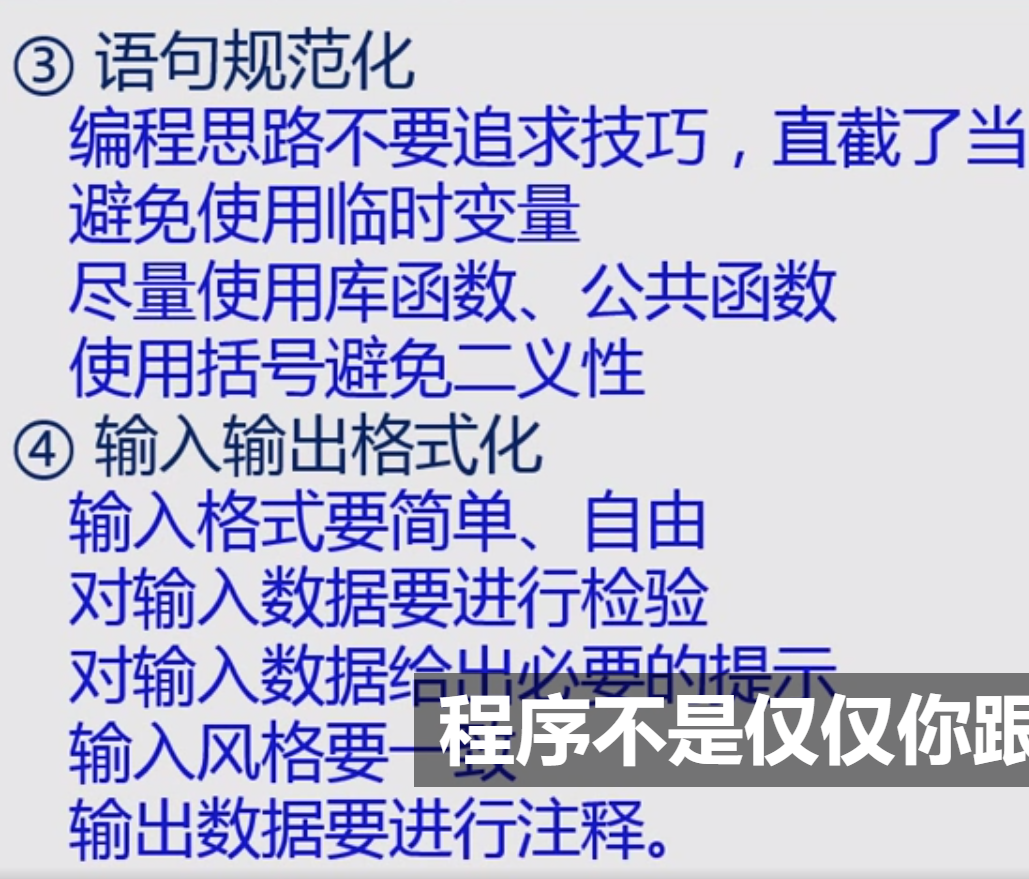 ③ 语句规范化
编程思路不要追求技巧，直截了当
避免使用临时变量
尽量使用库函数、公共函数
使用括号避免二义性
④ 输入输出格式化
输入格式要简单、自由
对输入数据要进行检验
对输入数据给出必要的提示
输入风格要一致
程序不是仅仅你跟
输出数据要进行注释。